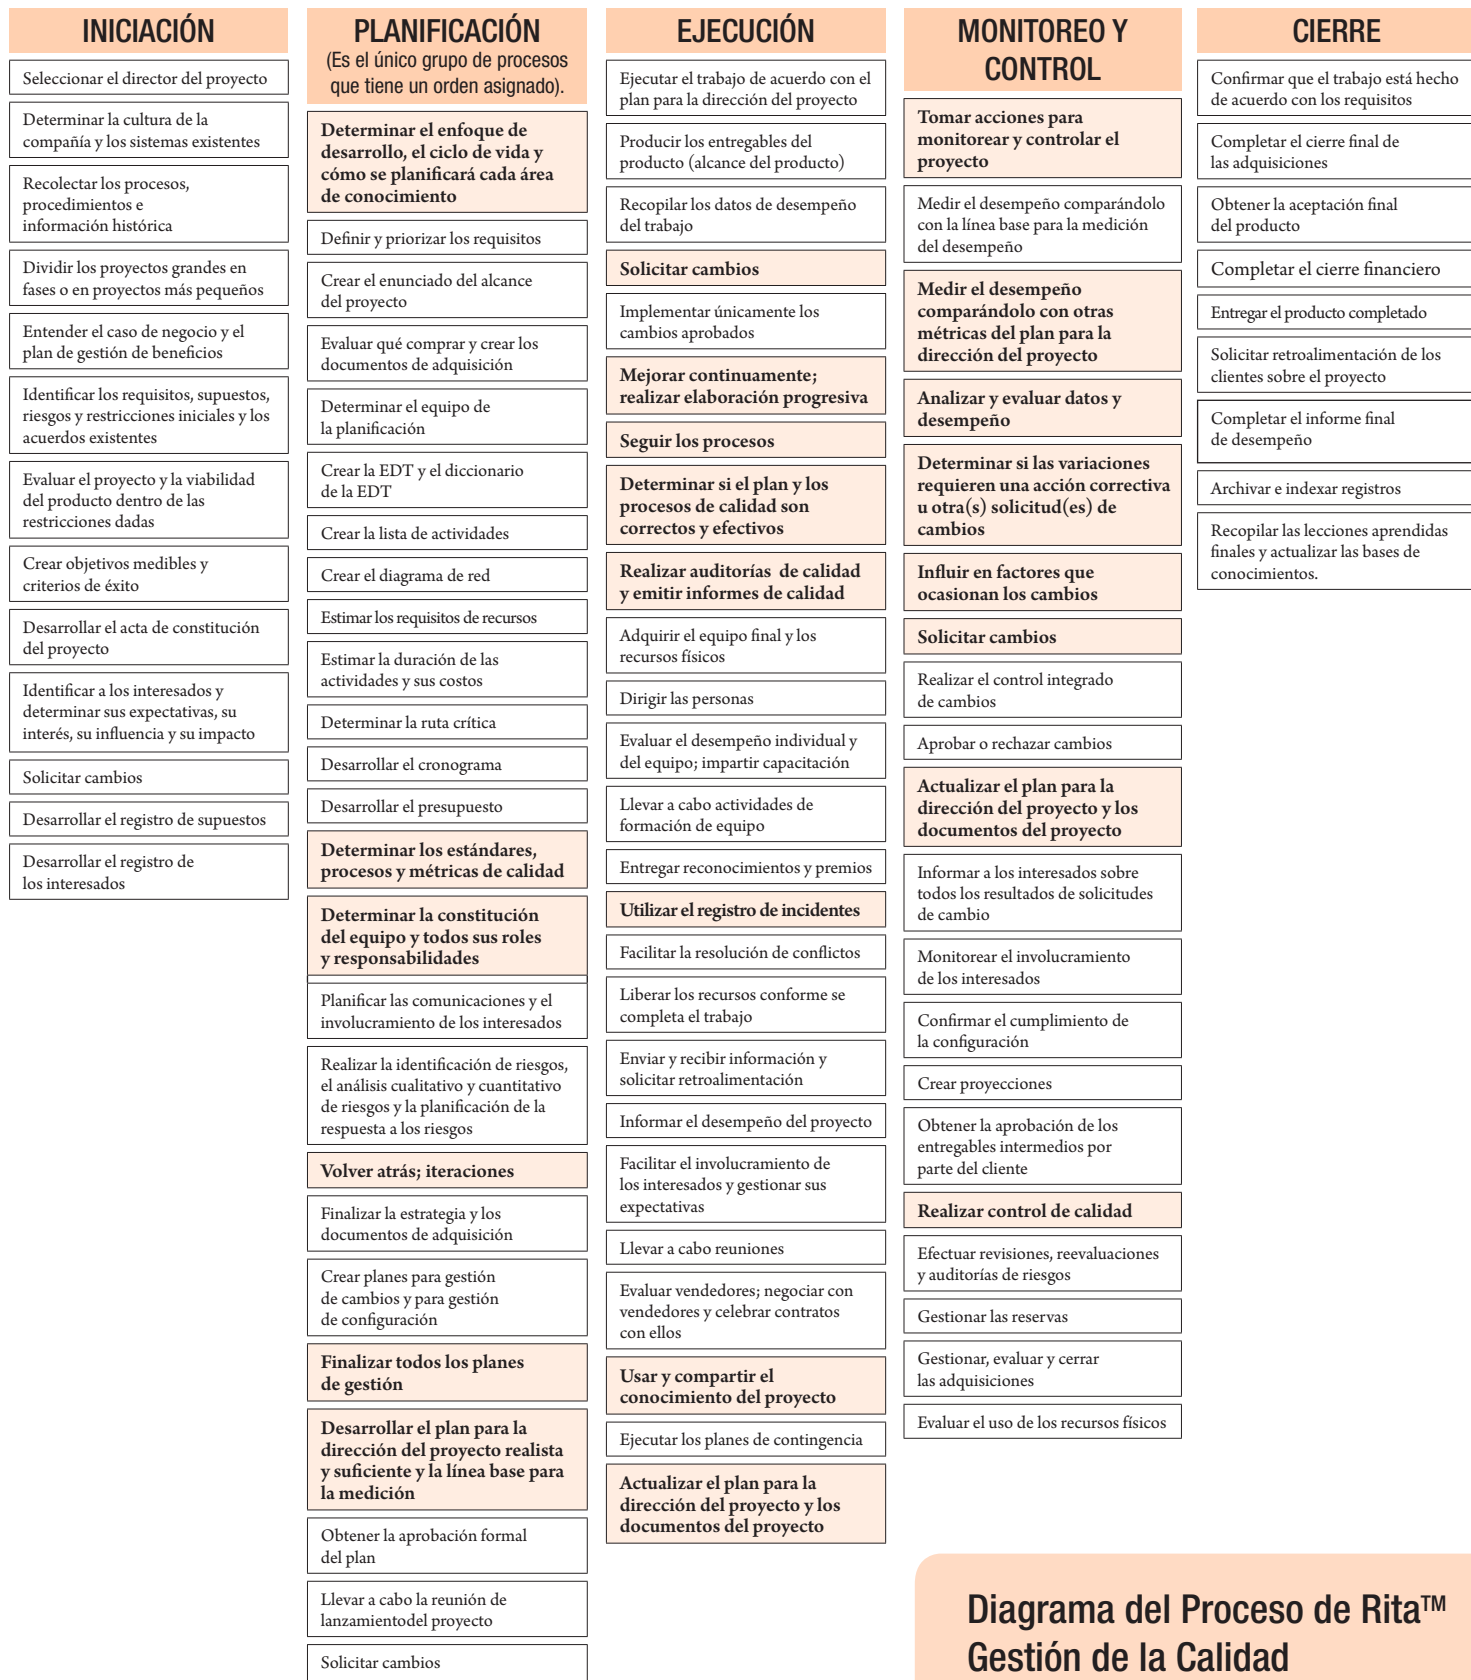 INICIACIÓN
Seleccionar el director del proyecto
Determinar la cultura de la
compañía y los sistemas existentes
Recolectar los procesos,
procedimientos e
información histórica
Dividir los proyectos grandes en
fases o en proyectos más pequeños
Entender el caso de negocio y el
plan de gestión de beneficios
Identificar los requisitos, supuestos,
riesgos y restricciones iniciales y los
acuerdos existentes
Evaluar el proyecto y la viabilidad
del producto dentro de las
restricciones dadas
Crear objetivos medibles y
criterios de éxito
Desarrollar el acta de constitución
del proyecto
Identificar a los interesados y
determinar sus expectativas, su
interés, su influencia y su impacto
Solicitar cambios
Desarrollar el registro de supuestos
Desarrollar el registro de
los interesados
PLANIFICACIÓN
(Es el único grupo de procesos
que tiene un orden asignado).
Determinar el enfoque de
desarrollo, el ciclo de vida y
cómo se planificará cada área
de conocimiento
Definir y priorizar los requisitos
Crear el enunciado del alcance
del proyecto
Evaluar qué comprar y crear los
documentos de adquisición
Determinar el equipo de
la planificación
Crear la EDT y el diccionario
de la EDT
Crear la lista de actividades
Crear el diagrama de red
Estimar los requisitos de recursos
Estimar la duración de las
actividades y sus costos
Determinar la ruta crítica
Desarrollar el cronograma
Desarrollar el presupuesto
Determinar los estándares,
procesos y métricas de calidad
Determinar la constitución
del equipo y todos sus roles
y responsabilidades
Planificar las comunicaciones y el
involucramiento de los interesados
Realizar la identificación de riesgos,
el análisis cualitativo y cuantitativo
de riesgos y la planificación de la
respuesta a los riesgos
Volver atrás; iteraciones
Finalizar la estrategia y los
documentos de adquisición
Crear planes para gestión
de cambios y para gestión
de configuración
Finalizar todos los planes
de gestión
Desarrollar el plan para la
dirección del proyecto realista
y suficiente y la línea base para
la medición
Obtener la aprobación formal
del plan
Llevar a cabo la reunión de
lanzamientodel proyecto
Solicitar cambios
EJECUCIÓN
Ejecutar el trabajo de acuerdo con el
plan para la dirección del proyecto
Producir los entregables del
producto (alcance del producto)
Recopilar los datos de desempeño
del trabajo
Solicitar cambios
Implementar únicamente los
cambios aprobados
Mejorar continuamente;
realizar elaboración progresiva
Seguir los procesos
Determinar si el plan y los
procesos de calidad son
correctos y efectivos
Realizar auditorías de calidad
y emitir informes de calidad
Adquirir el equipo final y los
recursos físicos
Dirigir las personas
Evaluar el desempeño individual y
del equipo; impartir capacitación
Llevar a cabo actividades de
formación de equipo
Entregar reconocimientos y premios
Utilizar el registro de incidentes
Facilitar la resolución de conflictos
Liberar los recursos conforme se
completa el trabajo
Enviar y recibir información y
solicitar retroalimentación
Informar el desempeño del proyecto
Facilitar el involucramiento de
los interesados y gestionar sus
expectativas
Llevar a cabo reuniones
Evaluar vendedores; negociar con
vendedores y celebrar contratos
con ellos
Usar y compartir el
conocimiento del proyecto
Ejecutar los planes de contingencia
Actualizar el plan para la
dirección del proyecto y los
documentos del proyecto
MONITOREO Y
CONTROL
Tomar acciones para
monitorear y controlar el
proyecto
Medir el desempeño comparándolo
con la línea base para la medición
del desempeño
Medir el desempeño
comparándolo con otras
métricas del plan para la
dirección del proyecto
Analizar y evaluar datos y
desempeño
Determinar si las variaciones
requieren una acción correctiva
u otra(s) solicitud(es) de
cambios
Influir en factores que
ocasionan los cambios
Solicitar cambios
Realizar el control integrado
de cambios
Aprobar o rechazar cambios
Actualizar el plan para la
dirección del proyecto y los
documentos del proyecto
Informar a los interesados sobre
todos los resultados de solicitudes
de cambio
Monitorear el involucramiento
de los interesados
Confirmar el cumplimiento de
la configuración
Crear proyecciones
Obtener la aprobación de los
entregables intermedios por
parte del cliente
Realizar control de calidad
Efectuar revisiones, reevaluaciones
y auditorías de riesgos
Gestionar las reservas
Gestionar, evaluar y cerrar
las adquisiciones
Evaluar el uso de los recursos físicos
CIERRE
Confirmar que el trabajo está hecho
de acuerdo con los requisitos
Completar el cierre final de
las adquisiciones
Obtener la aceptación final
del producto
Completar el cierre financiero
Entregar el producto completado
Solicitar retroalimentación de los
clientes sobre el proyecto
Completar el informe final
de desempeño
Archivar e indexar registros
Recopilar las lecciones aprendidas
finales y actualizar las bases de
conocimientos.
Diagrama del Proceso de Rita™
Gestión de la Calidad